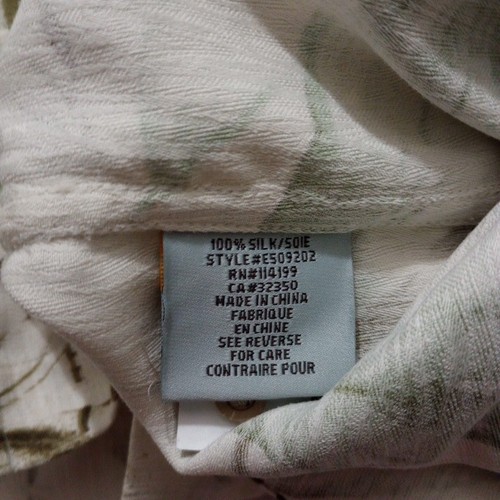 100% SILK/SOIE
STYLE#E509202
RN#114199
CA#32350
MADE IN CHINA
FABRIQUE
EN CHINE
SEE REVERSE
FOR CARE
CONTRAIRE POUR